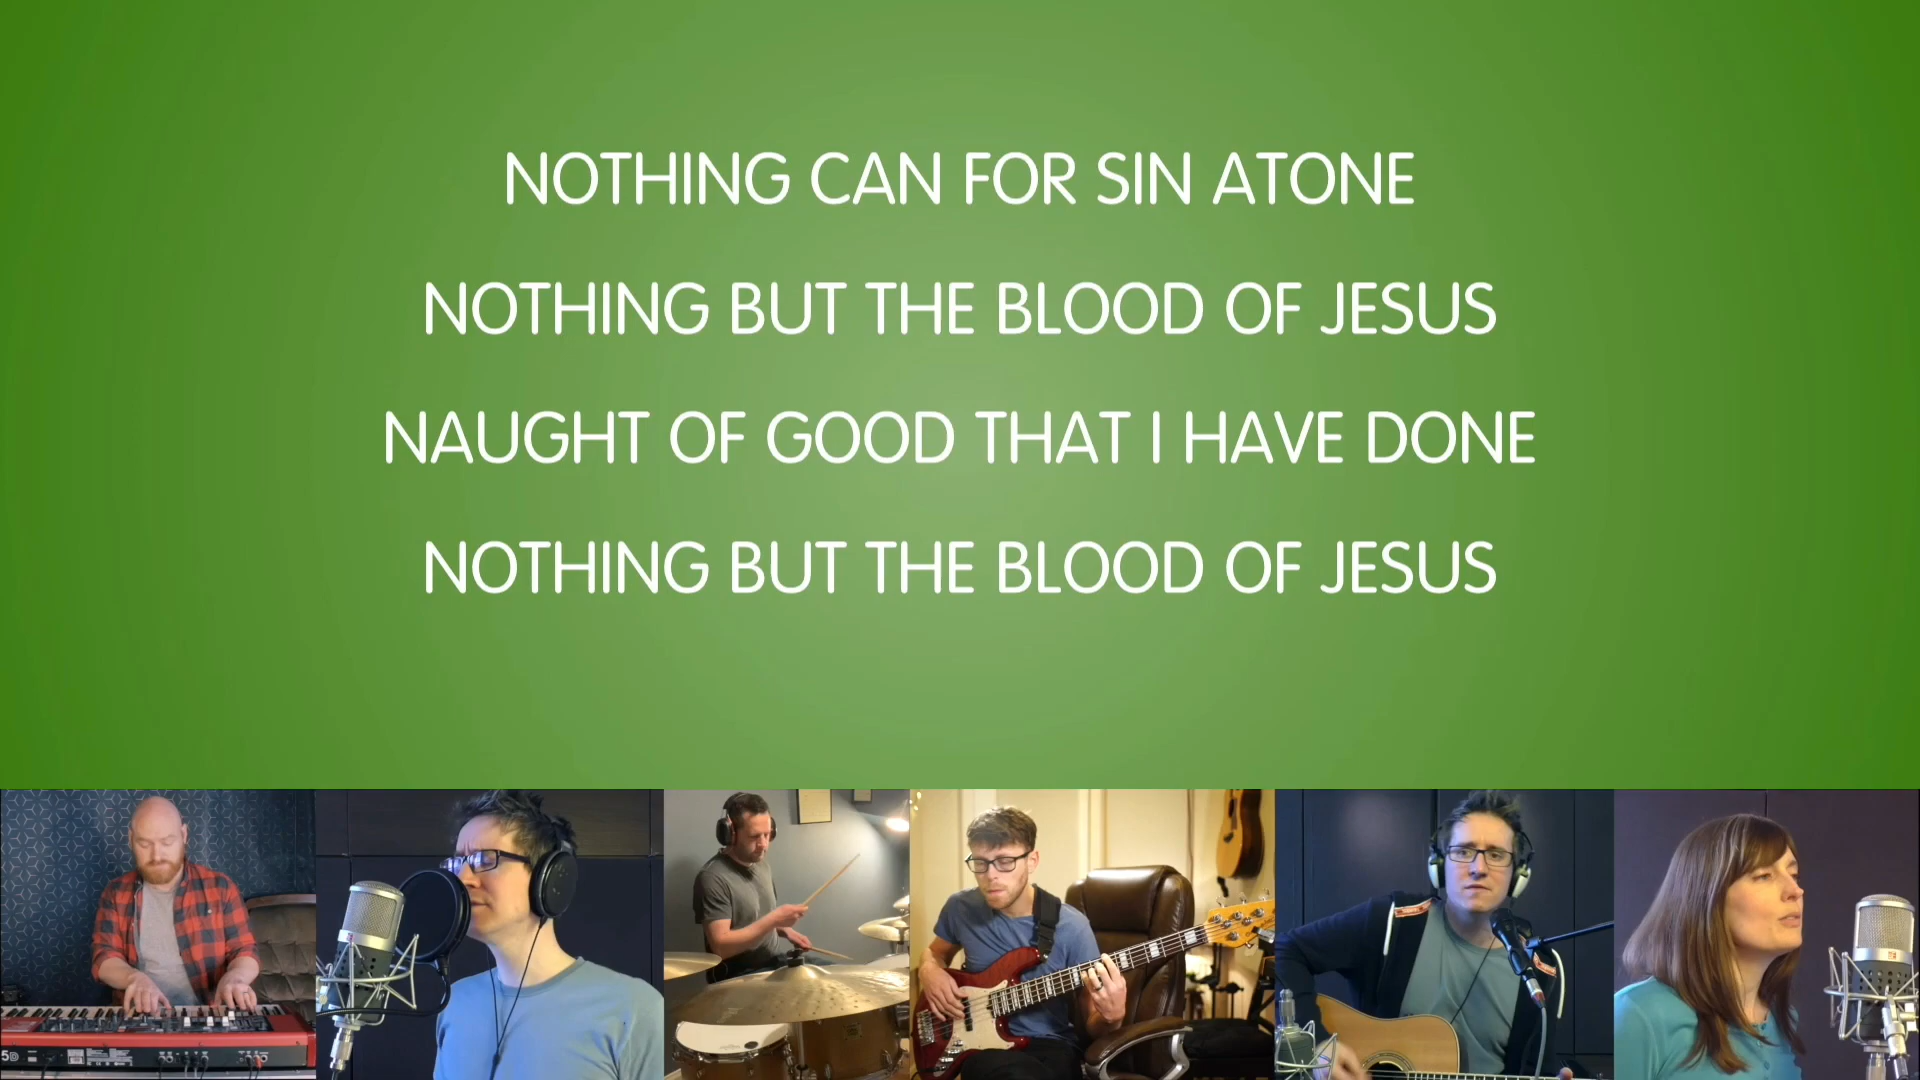 NOTHING CAN FOR SIN ATONE
NOTHING BUT THE BLOOD OF JESUS
NAUGHT OF GOOD THAT I HAVE DONE
NOTHING BUT THE BLOOD OF JESUS